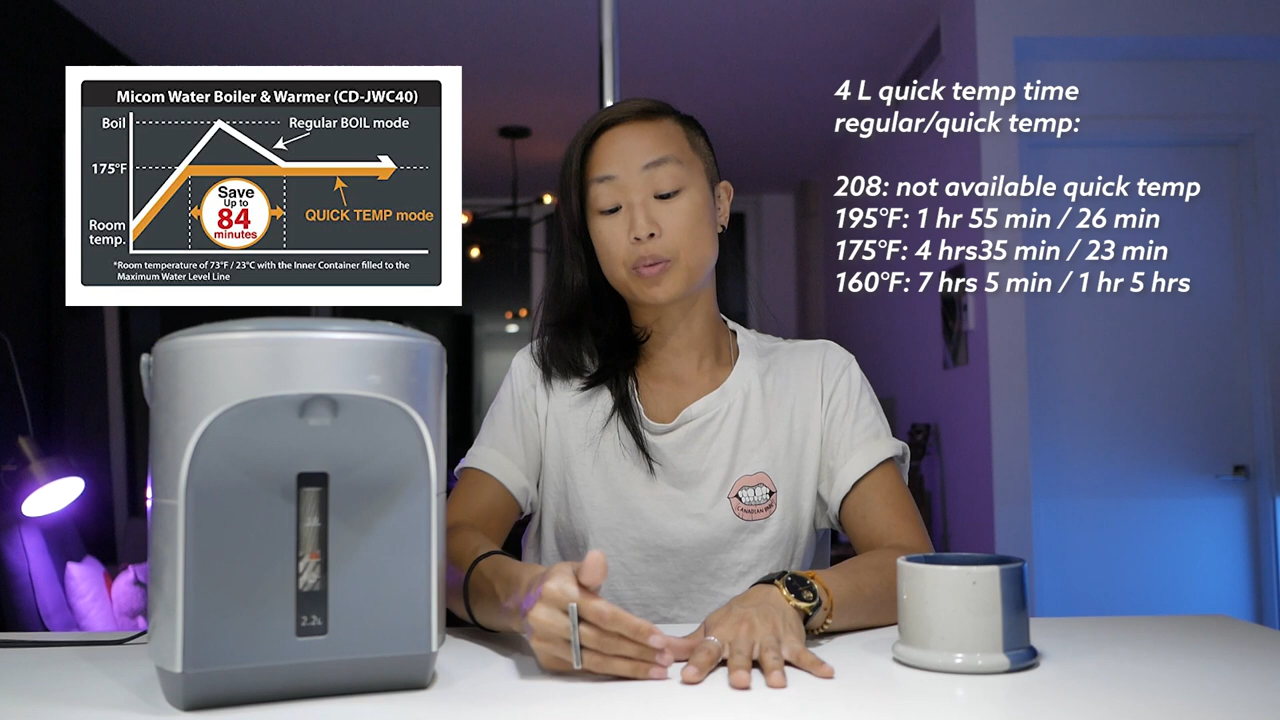 Micom Water Boiler & Warmer (CD-JWC40)
Boil
Regular BOIL mode
175°F
Save
Up to
84
minutes
QUICK TEMP mode
Room
temp.
*Room temperature of 73°F / 23°C with the Inner Container filled to the
Maximum Water Level Line
4 L quick temp time
regular/quick temp:
208: not available quick temp
195°F: 1 hr 55 min / 26 min
175°F: 4 hrs35 min / 23 min
160°F: 7 hrs 5 min / 1 hr 5 hrs
2.2L
CANADIAN